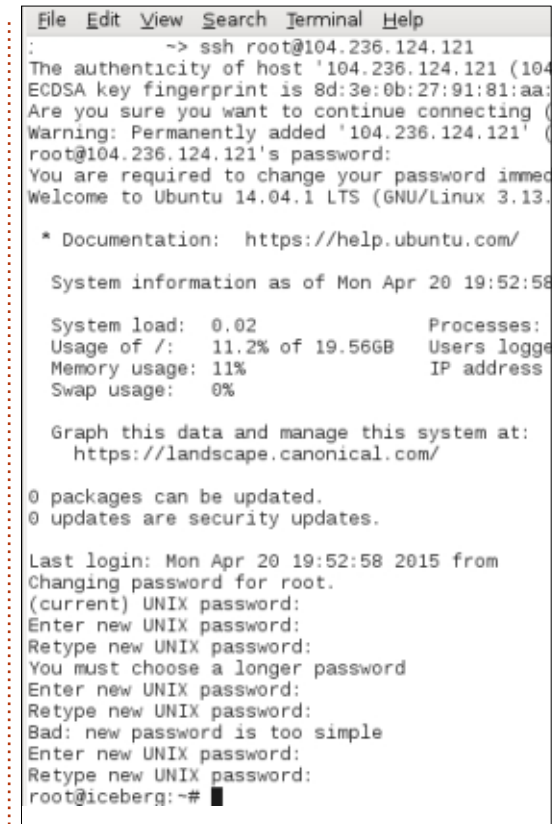 File Edit View Search Terminal Help
: ~> ssh root@104.236.124.121
The authenticity of host '104.236.124.121 (104
ECDSA key fingerprint is 8d:3e:0b:27:91:81:aa:
Are you sure you want to continue connecting (
Warning: Permanently added '104.236.124.121' (
root@104.236.124.121's password:
You are required to change your password immed
Welcome to Ubuntu 14.04.1 LTS (GNU/Linux 3.13.
* Documentation: https://help.ubuntu.com/
System information as of Mon Apr 20 19:52:58
System load: 0.02 Processes:
Usage of /: 11.2% of 19.56GB Users logge
Memory usage: 11% IP address
Swap usage: 0%
Graph this data and manage this system at:
https://landscape.canonical.com/
0 packages can be updated.
0 updates are security updates.
Last login: Mon Apr 20 19:52:58 2015 from
Changing password for root.
(current) UNIX password:
Enter new UNIX password:
Retype new UNIX password:
You must choose a longer password
Enter new UNIX password:
Retype new UNIX password:
Bad: new password is too simple
Enter new UNIX password:
Retype new UNIX password:
root@iceberg:~#